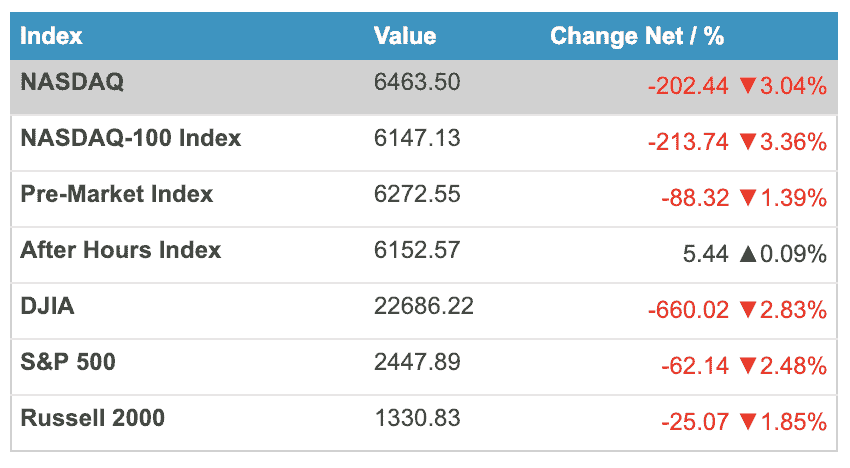 Index Value Change Net / %
NASDAQ 6463.50 -202.44 ▼3.04%
NASDAQ-100 Index 6147.13 -213.74 ▼3.36%
Pre-Market Index 6272.55 -88.32 ▼1.39%
After Hours Index 6152.57 5.44 ▲0.09%
DJIA 22686.22 -660.02 ▼2.83%
S&P 500 2447.89 -62.14 ▼2.48%
Russell 2000 1330.83 -25.07 ▼1.85%